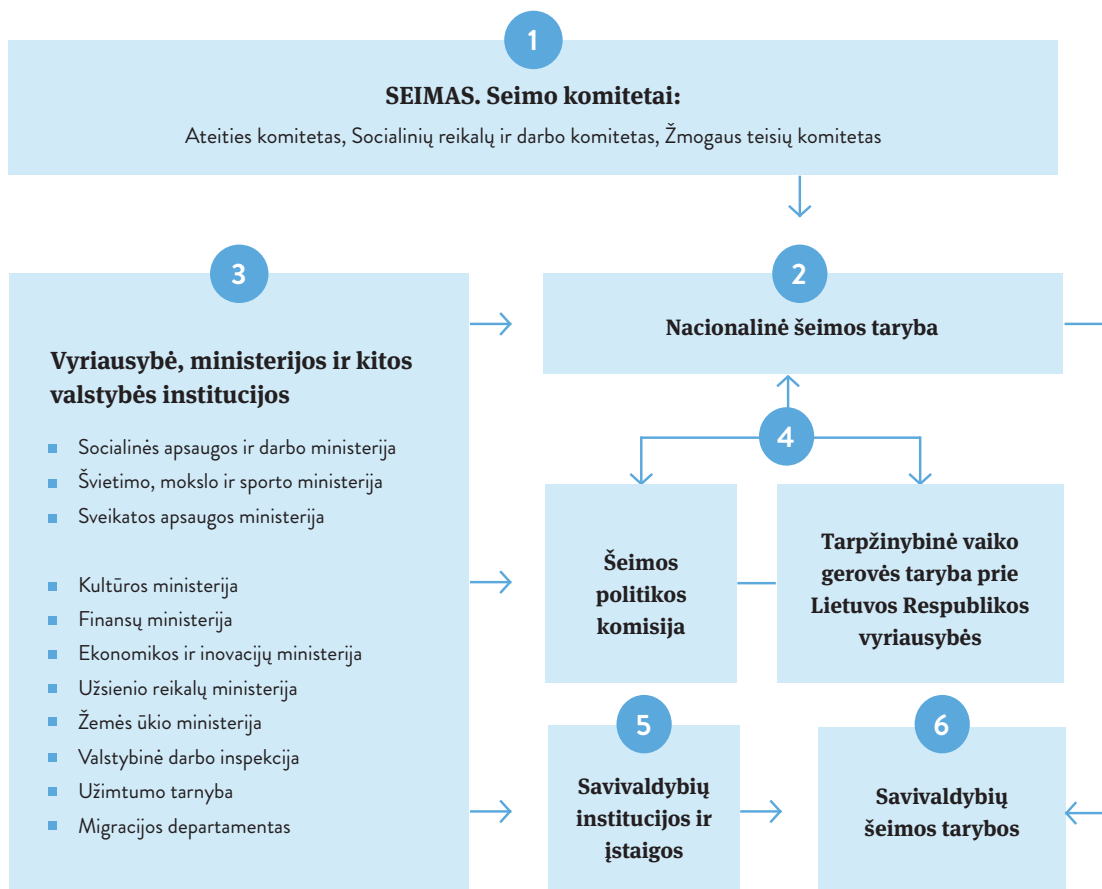 1
SEIMAS. Seimo komitetai:
Ateities komitetas, Socialinių reikalų ir darbo komitetas, Žmogaus teisių komitetas
2
Nacionalinė šeimos taryba
3
Vyriausybė, ministerijos ir kitos
valstybės institucijos
Socialinės apsaugos ir darbo ministerija
Švietimo, mokslo ir sporto ministerija
Sveikatos apsaugos ministerija
Kultūros ministerija
Finansų ministerija
Ekonomikos ir inovacijų ministerija
Užsienio reikalų ministerija
Žemės ūkio ministerija
Valstybinė darbo inspekcija
Užimtumo tarnyba
Migracijos departamentas
4
Šeimos
politikos
komisija
Tarpžinybinė vaiko
gerovės taryba prie
Lietuvos Respublikos
vyriausybės
5
Savivaldybių
institucijos ir
įstaigos
6
Savivaldybių
šeimos tarybos